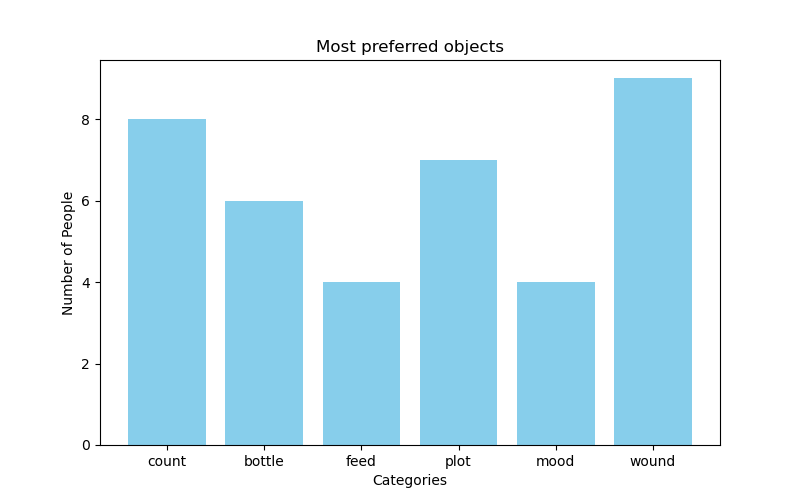 Most preferred objects
Number of People
8
6
4
2
0
count bottle feed plot mood wound
Categories